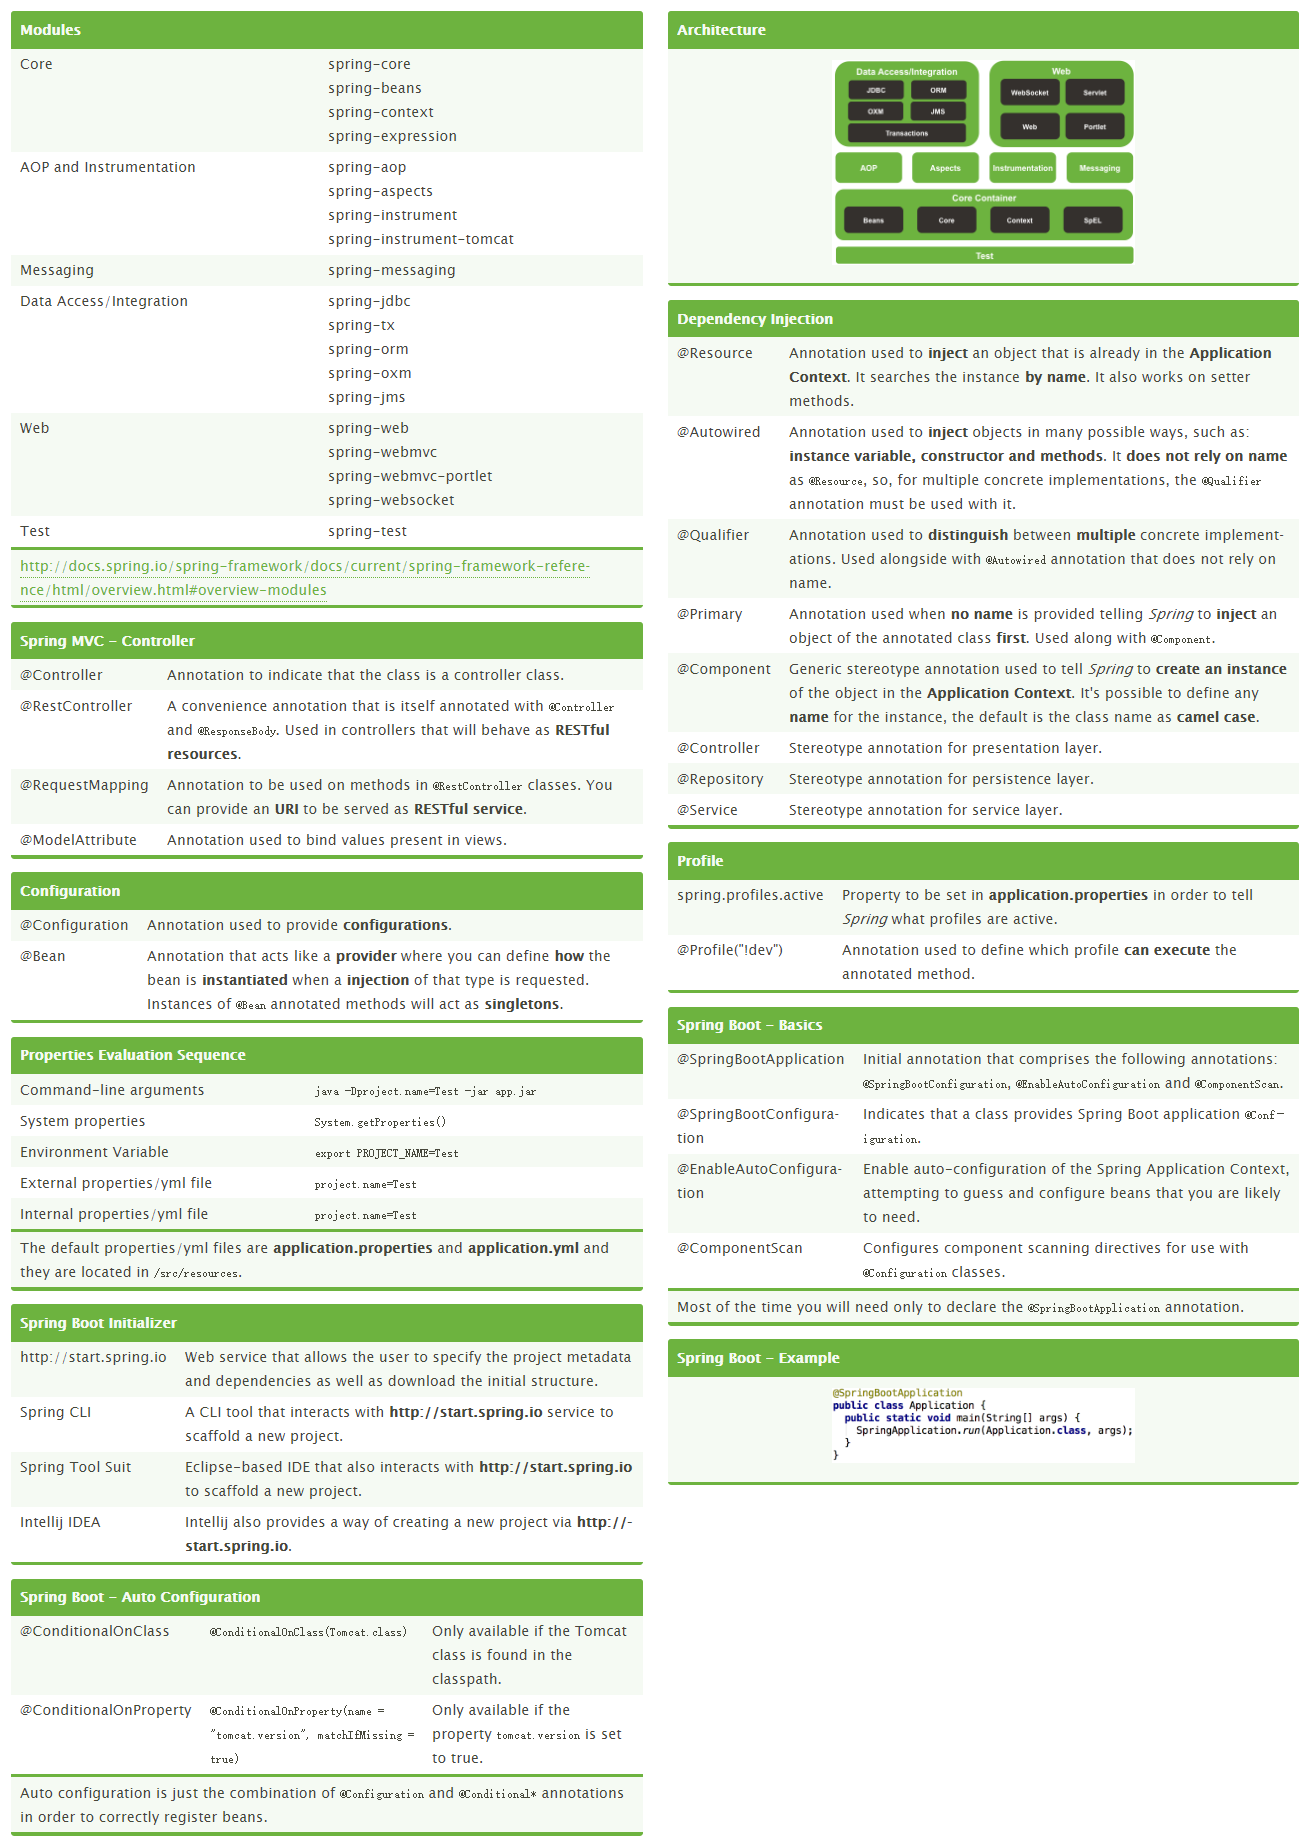 Modules
Core
spring-core
spring-beans
spring-context
spring-expression
AOP and Instrumentation
spring-aop
spring-aspects
spring-instrument
spring-instrument-tomcat
Messaging
spring-messaging
Data Access/Integration
spring-jdbc
spring-tx
spring-orm
spring-oxm
spring-jms
Web
spring-web
spring-webmvc
spring-webmvc-portlet
spring-websocket
Test
spring-test
http://docs.spring.io/spring-framework/docs/current/spring-framework-refere-
nce/html/overview.html#overview-modules
Spring MVC – Controller
@Controller
Annotation to indicate that the class is a controller class.
@RestController
A convenience annotation that is itself annotated with @Controller
and @ResponseBody. Used in controllers that will behave as RESTful
resources.
@RequestMapping
Annotation to be used on methods in @RestController classes. You
can provide an URI to be served as RESTful service.
@ModelAttribute
Annotation used to bind values present in views.
Configuration
@Configuration
Annotation used to provide configurations.
@Bean
Annotation that acts like a provider where you can define how the
bean is instantiated when a injection of that type is requested.
Instances of @Bean annotated methods will act as singletons.
Properties Evaluation Sequence
Command-line arguments
java -Dproject.name=Test -jar app.jar
System properties
System.getProperties()
Environment Variable
export PROJECT_NAME=Test
External properties/yml file
project.name=Test
Internal properties/yml file
project.name=Test
The default properties/yml files are application.properties and application.yml and
they are located in /src/resources.
Spring Boot Initializer
http://start.spring.io
Web service that allows the user to specify the project metadata
and dependencies as well as download the initial structure.
Spring CLI
A CLI tool that interacts with http://start.spring.io service to
scaffold a new project.
Spring Tool Suit
Eclipse-based IDE that also interacts with http://start.spring.io
to scaffold a new project.
Intellij IDEA
Intellij also provides a way of creating a new project via http://-
start.spring.io.
Spring Boot – Auto Configuration
@ConditionalOnClass
@ConditionalOnClass(Tomcat.class)
Only available if the Tomcat
class is found in the
classpath.
@ConditionalOnProperty
@ConditionalOnProperty(name =
"tomcat.version", matchIfMissing =
true)
Only available if the
property tomcat.version is set
to true.
Auto configuration is just the combination of @Configuration and @Conditional* annotations
in order to correctly register beans.
Architecture
Data Access/Integration
JDBC
ORM
OXM
JMS
Transactions
Web
WebSocket
Servlet
Web
Portlet
AOP
Aspects
Instrumentation
Messaging
Core Container
Beans
Core
Context
SpEL
Test
Dependency Injection
@Resource
Annotation used to inject an object that is already in the Application
Context. It searches the instance by name. It also works on setter
methods.
@Autowired
Annotation used to inject objects in many possible ways, such as:
instance variable, constructor and methods. It does not rely on name
as @Resource, so, for multiple concrete implementations, the @Qualifier
annotation must be used with it.
@Qualifier
Annotation used to distinguish between multiple concrete implement-
ations. Used alongside with @Autowired annotation that does not rely on
name.
@Primary
Annotation used when no name is provided telling Spring to inject an
object of the annotated class first. Used along with @Component.
@Component
Generic stereotype annotation used to tell Spring to create an instance
of the object in the Application Context. It's possible to define any
name for the instance, the default is the class name as camel case.
@Controller
Stereotype annotation for presentation layer.
@Repository
Stereotype annotation for persistence layer.
@Service
Stereotype annotation for service layer.
Profile
spring.profiles.active
Property to be set in application.properties in order to tell
Spring what profiles are active.
@Profile("!dev")
Annotation used to define which profile can execute the
annotated method.
Spring Boot – Basics
@SpringBootApplication
Initial annotation that comprises the following annotations:
@SpringBootConfiguration, @EnableAutoConfiguration and @ComponentScan.
@SpringBootConfigura-
tion
Indicates that a class provides Spring Boot application @Conf-
iguration.
@EnableAutoConfigura-
tion
Enable auto-configuration of the Spring Application Context,
attempting to guess and configure beans that you are likely
to need.
@ComponentScan
Configures component scanning directives for use with
@Configuration classes.
Most of the time you will need only to declare the @SpringBootApplication annotation.
Spring Boot – Example
@SpringBootApplication
public class Application {
public static void main(String[] args) {
SpringApplication.run(Application.class, args);
}
}